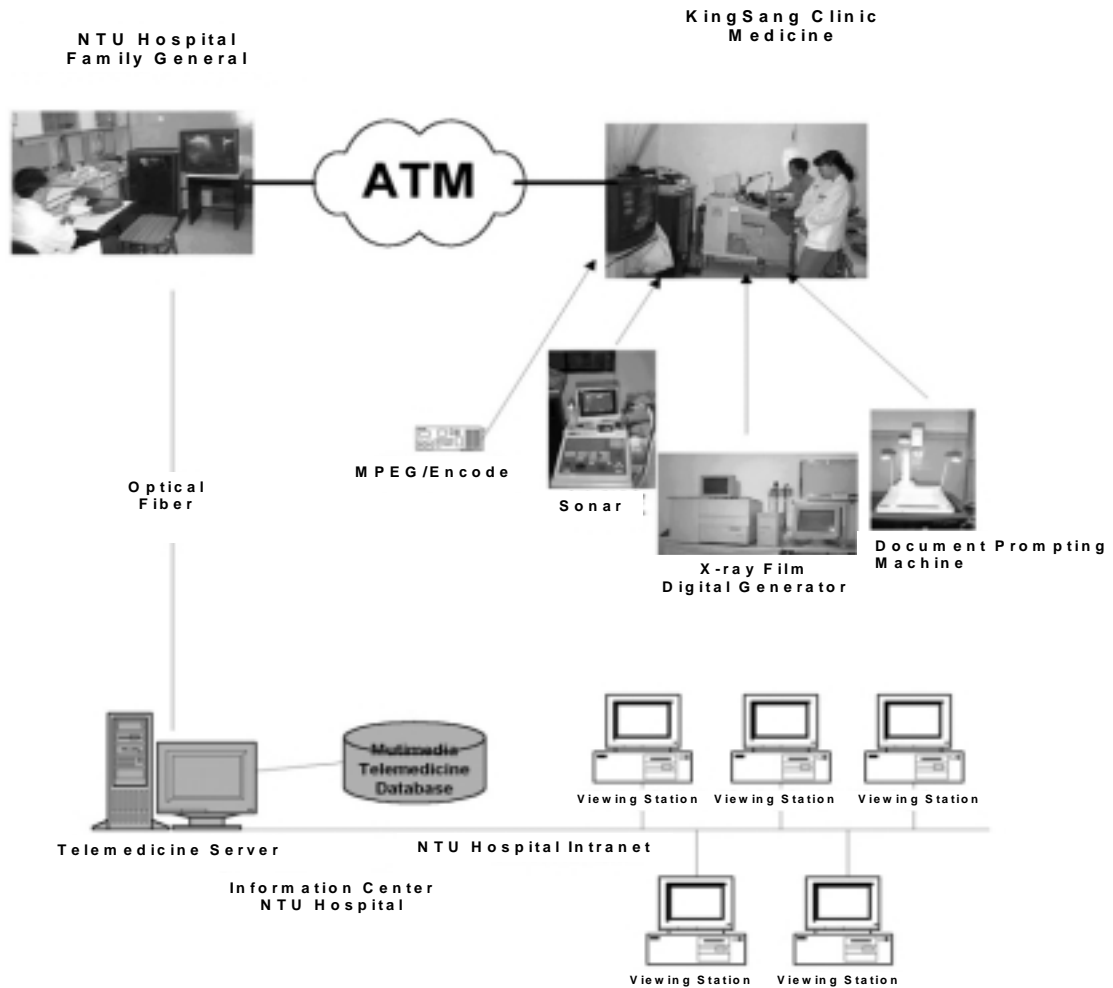 NTU Hospital
Family General
KingSang Clinic
Medicine
ATM
MPEG/Encode
Sonar
Optical
Fiber
X-ray Film
Digital Generator
Document Prompting
Machine
Mutimedia
Telemedicine
Database
Viewing Station
Viewing Station
Viewing Station
Telemedicine Server
NTU Hospital Intranet
Information Center
NTU Hospital
Viewing Station
Viewing Station